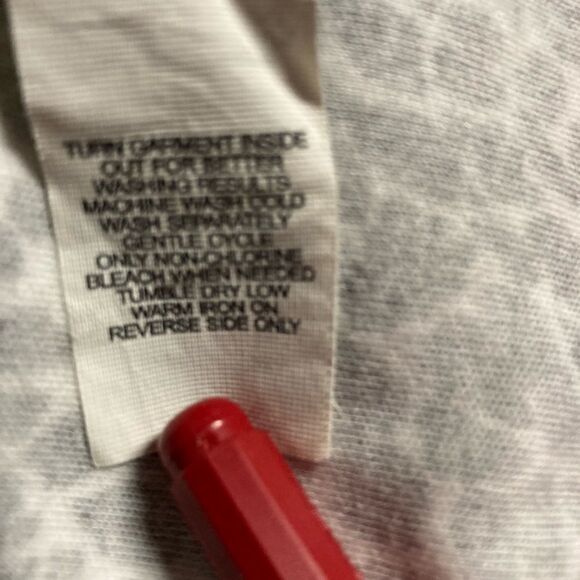 TURN GARMENT INSIDE
OUT FOR BETTER
WASHING RESULTS
MACHINE WASH COLD
WASH SEPARATELY
GENTLE CYCLE
ONLY NON-CHLORINE
BLEACH WHEN NEEDED
TUMBLE DRY LOW
WARM IRON ON
REVERSE SIDE ONLY